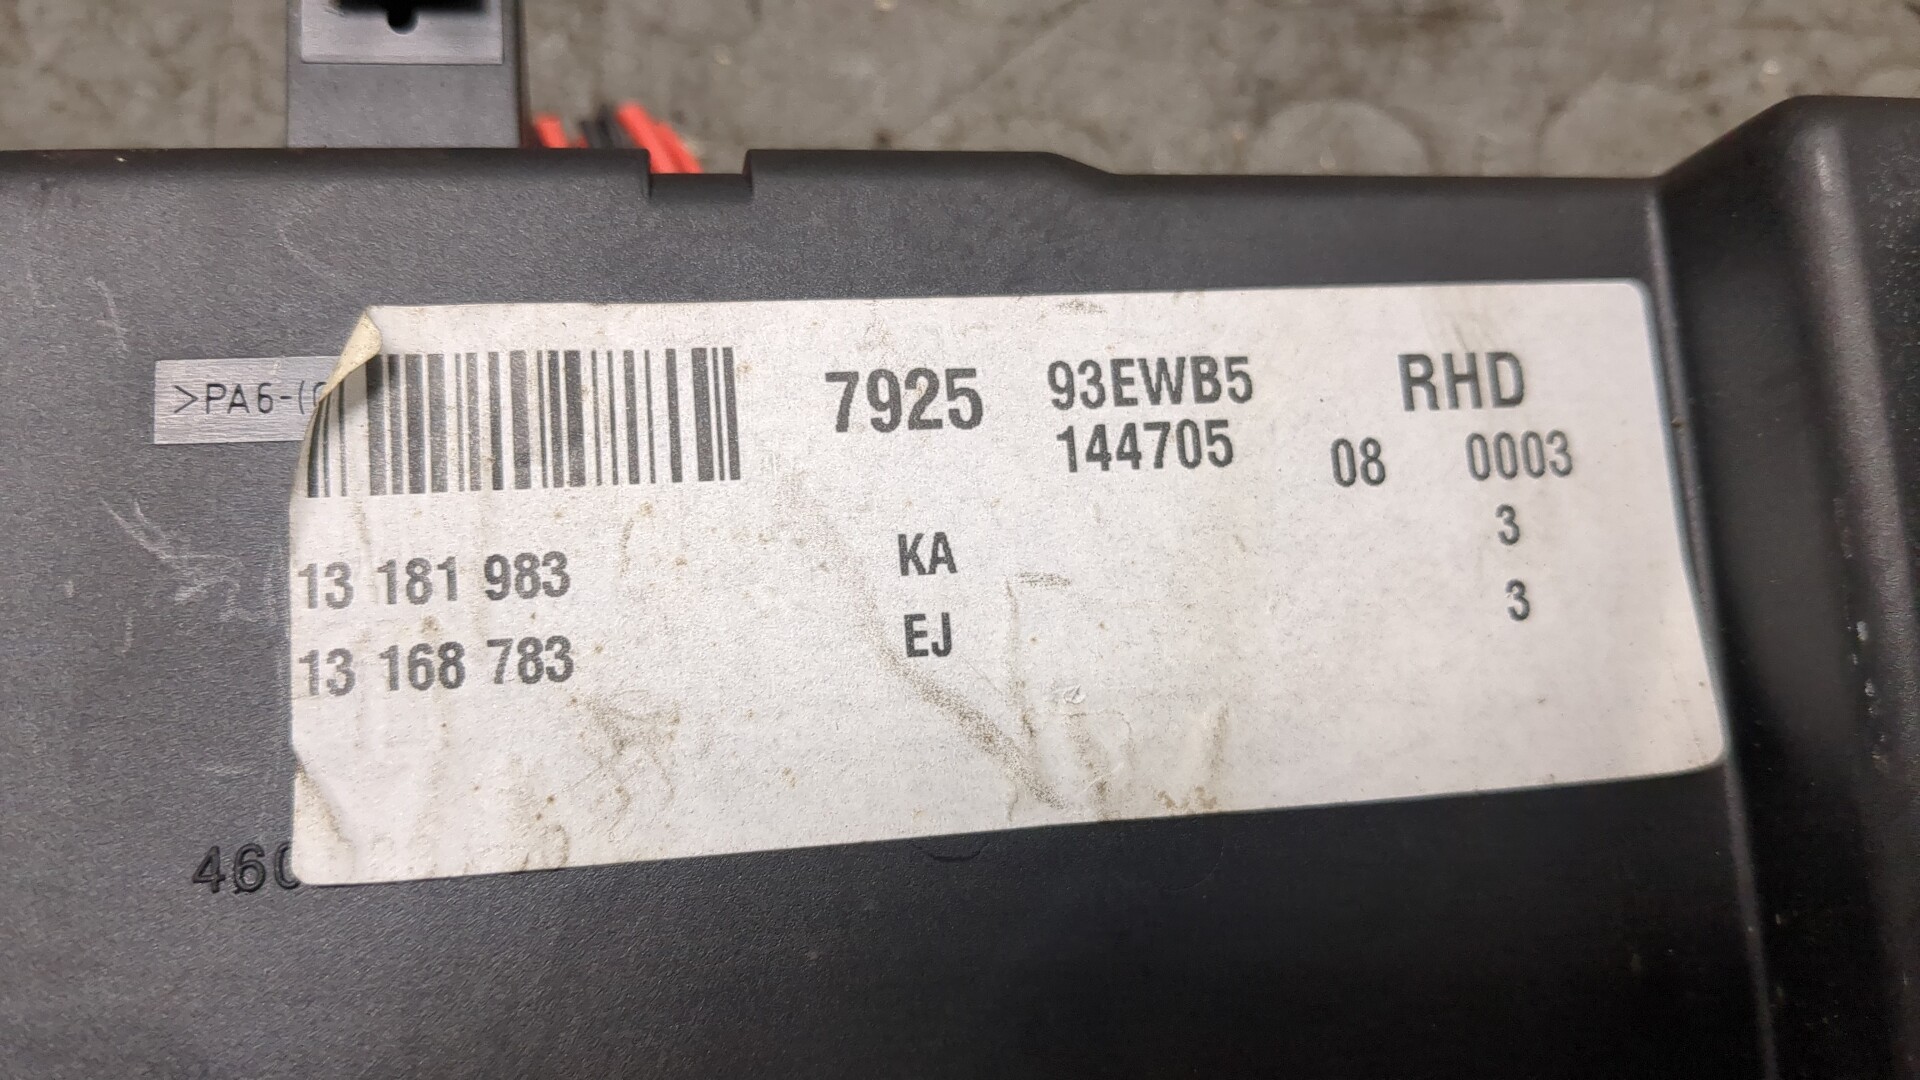 >PA6-(
7925 93EWB5 RHD
144705 08 0003
3
13 181 983 KA
3
13 168 783 EJ
460